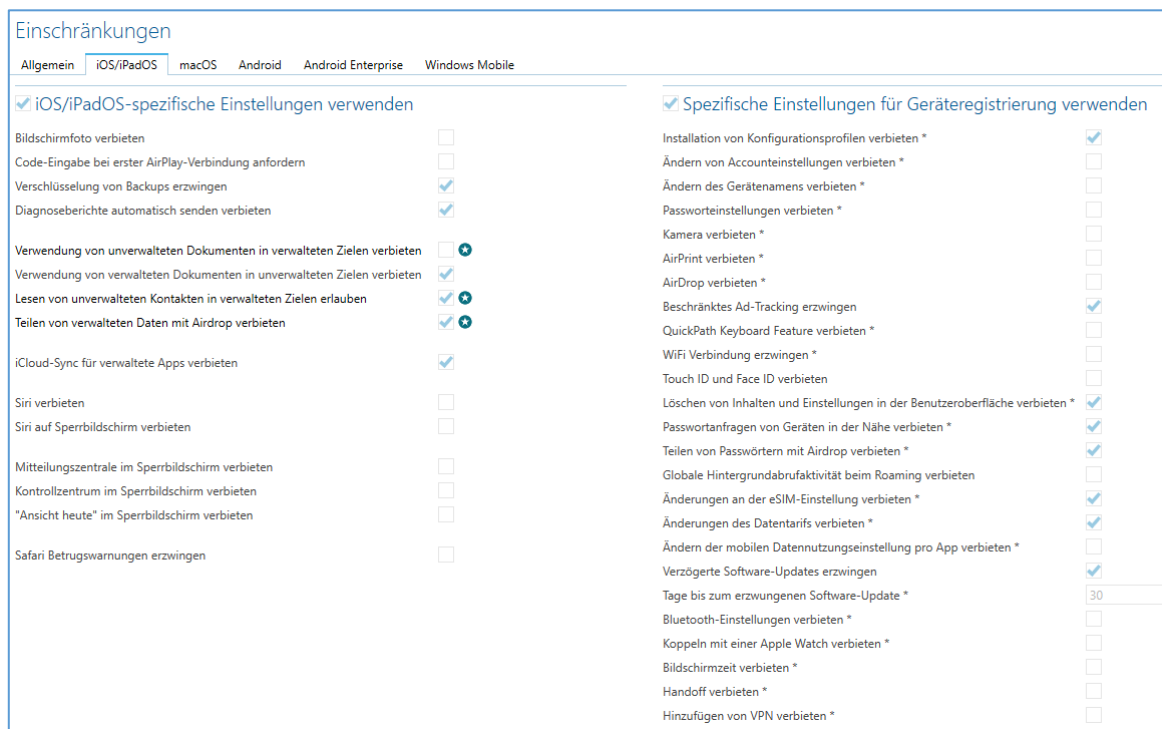 Einschränkungen
Allgemein iOS/iPadOS macOS Android Android Enterprise Windows Mobile
iOS/iPadOS-spezifische Einstellungen verwenden
Bildschirmfoto verbieten
Code-Eingabe bei erster AirPlay-Verbindung anfordern
Verschlüsselung von Backups erzwingen
Diagnoseberichte automatisch senden verbieten
Verwendung von unverwalteten Dokumenten in verwalteten Zielen verbieten
Verwendung von verwalteten Dokumenten in unverwalteten Zielen verbieten
Lesen von unverwalteten Kontakten in verwalteten Zielen erlauben
Teilen von verwalteten Daten mit Airdrop verbieten
iCloud-Sync für verwaltete Apps verbieten
Siri verbieten
Siri auf Sperrbildschirm verbieten
Mitteilungszentrale im Sperrbildschirm verbieten
Kontrollzentrum im Sperrbildschirm verbieten
"Ansicht heute" im Sperrbildschirm verbieten
Safari Betrugswarnungen erzwingen
Spezifische Einstellungen für Geräteregistrierung verwenden
Installation von Konfigurationsprofilen verbieten *
Ändern von Accounteinstellungen verbieten *
Ändern des Gerätenamens verbieten *
Passworteinstellungen verbieten *
Kamera verbieten *
AirPrint verbieten *
AirDrop verbieten *
Beschränktes Ad-Tracking erzwingen
QuickPath Keyboard Feature verbieten *
WiFi Verbindung erzwingen *
Touch ID und Face ID verbieten
Löschen von Inhalten und Einstellungen in der Benutzeroberfläche verbieten *
Passwortanfragen von Geräten in der Nähe verbieten *
Teilen von Passwörtern mit Airdrop verbieten *
Globale Hintergrundabrufaktivität beim Roaming verbieten
Änderungen an der eSIM-Einstellung verbieten *
Änderungen des Datentarifs verbieten *
Ändern der mobilen Datennutzungseinstellung pro App verbieten *
Verzögerte Software-Updates erzwingen
Tage bis zum erzwungenen Software-Update * 30
Bluetooth-Einstellungen verbieten *
Koppeln mit einer Apple Watch verbieten *
Bildschirmzeit verbieten *
Handoff verbieten *
Hinzufügen von VPN verbieten *